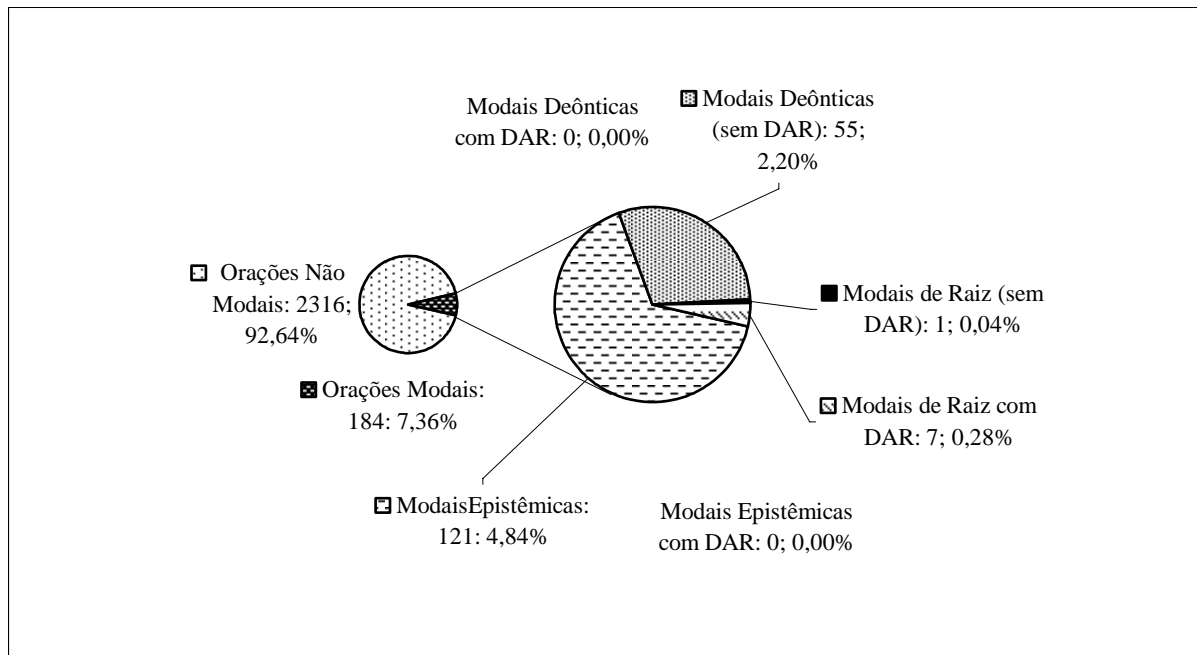 Modais Deônticas
com DAR: 0; 0,00%
Modais Deônticas
(sem DAR): 55;
2,20%
Orações Não
Modais: 2316;
92,64%
Orações Modais:
184: 7,36%
Modais de Raiz (sem
DAR): 1; 0,04%
Modais de Raiz com
DAR: 7; 0,28%
ModaisEpistêmicas:
121: 4,84%
Modais Epistêmicas
com DAR: 0; 0,00%